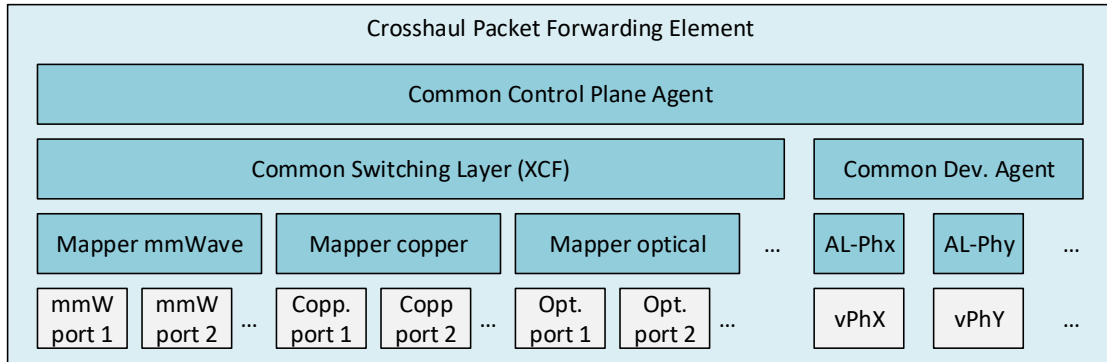 Crosshaul Packet Forwarding Element
Common Control Plane Agent
Common Switching Layer (XCF)
Common Dev. Agent
Mapper mmWave
Mapper copper
Mapper optical
...
AL-Phx
AL-Phy
...
mmW
port 1
mmW
port 2
...
Copp.
port 1
Copp
port 2
...
Opt.
port 1
Opt.
port 2
...
vPhX
vPhY
...